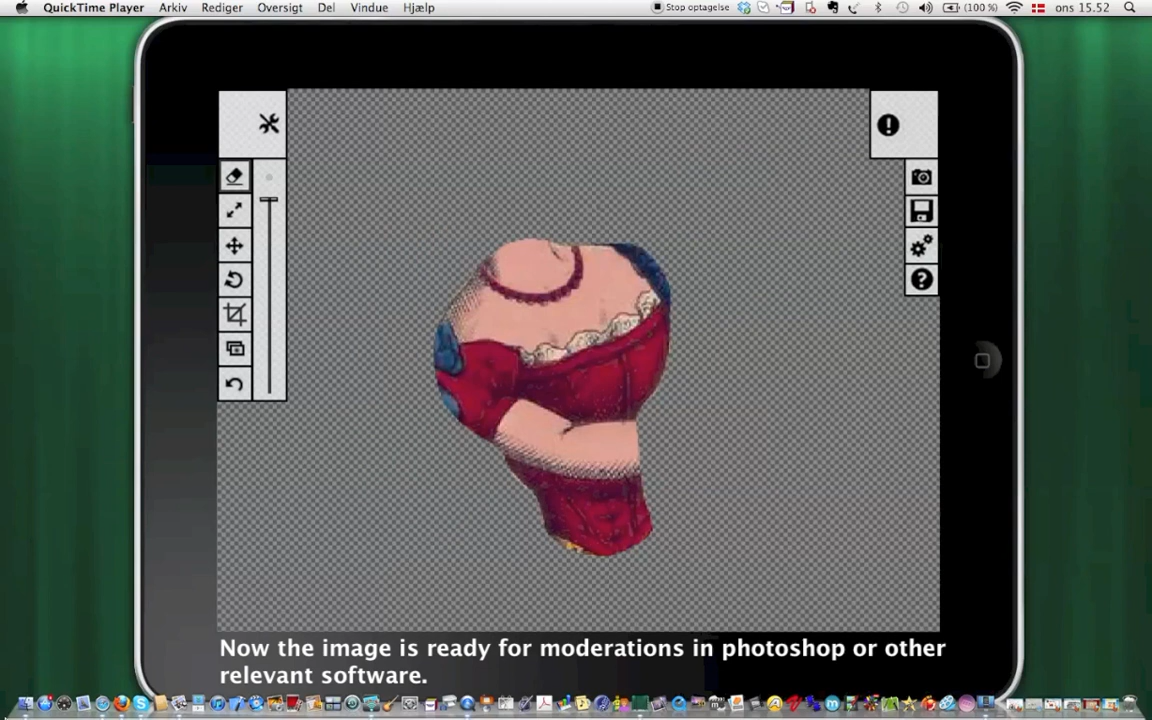 QuickTime Player Arkiv Rediger Oversigt Del Vindue Hjælp Stop optagelse (100 %) ons 15.52
Now the image is ready for moderations in photoshop or other
relevant software.